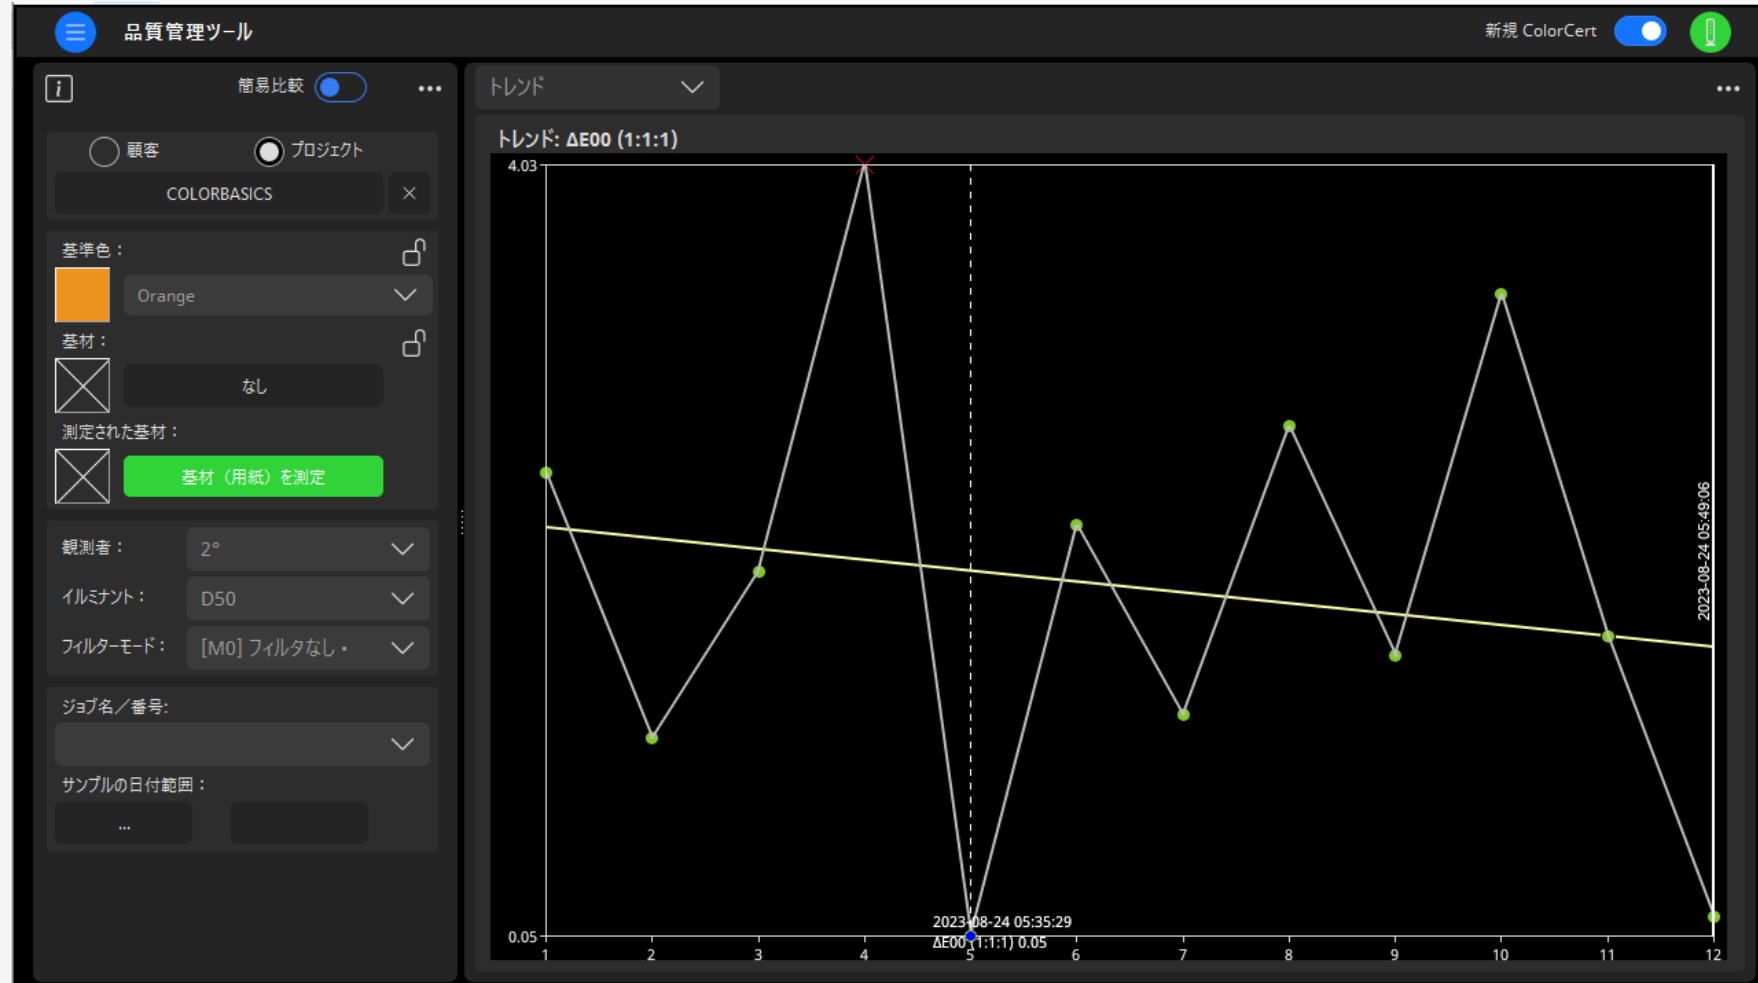 品質管理ツール
新規 ColorCert
i
簡易比較
•••
顧客
プロジェクト
COLORBASICS
×
基準色：
Orange
基材：
なし
測定された基材：
基材（用紙）を測定
観測者：
2°
イルミナント：
D50
フィルターモード：
[M0] フィルタなし •
ジョブ名／番号:
サンプルの日付範囲：
...
トレンド
•••
トレンド: ΔE00 (1:1:1)
4.03
2023-08-24 05:49:06
2023-08-24 05:35:29
0.05
ΔE00 (1:1:1) 0.05
1 2 3 4 5 6 7 8 9 10 11 12